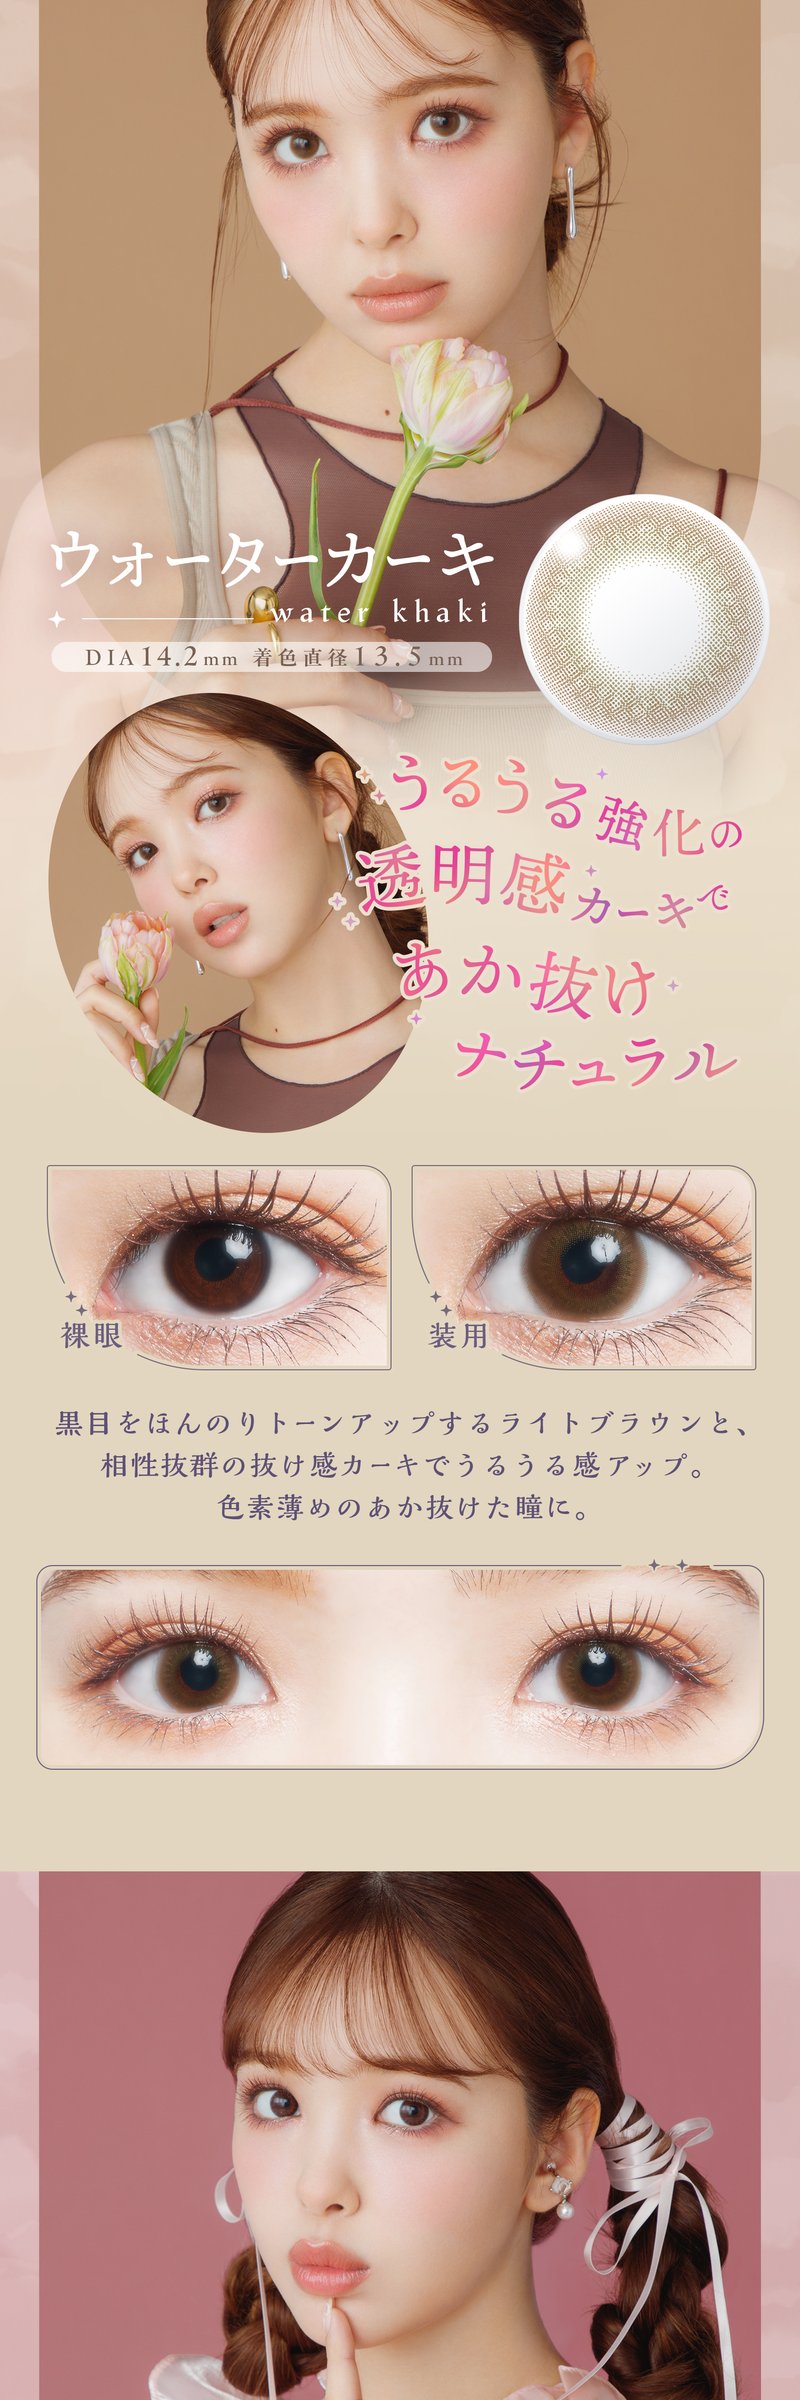 ウォーターカーキ
water khaki
DIA14.2mm 着色直径13.5mm
うるうる強化の
透明感カーキで
あか抜け
ナチュラル
裸眼
装用
黒目をほんのりトーンアップするライトブラウンと、
相性抜群の抜け感カーキでうるうる感アップ。
色素薄めのあか抜けた瞳に。